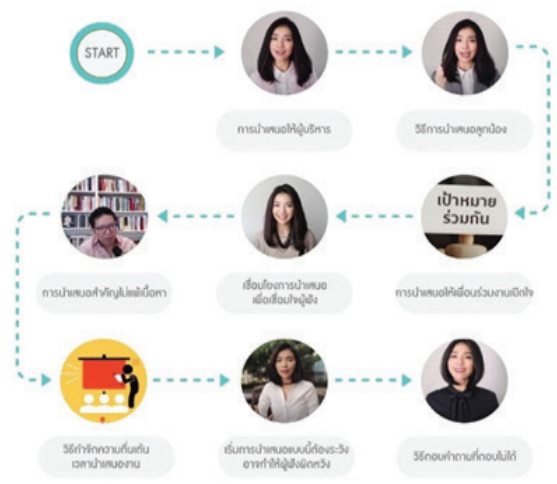 START
การนำเสนอให้ผู้บริหาร
วิธีการนำเสนอลูกน้อง
เป้าหมาย
ร่วมกัน
การนำเสนอให้เพื่อนร่วมงานเปิดใจ
เชื่อมโยงการนำเสนอ
เพื่อเชื่อมใจผู้ฟัง
การนำเสนอสำคัญไม่แพ้เนื้อหา
วิธีกำจัดความตื่นเต้น
เวลานำเสนองาน
เริ่มการนำเสนอแบบนี้ต้องระวัง
อาจทำให้ผู้ฟังผิดหวัง
วิธีตอบคำถามที่ตอบไม่ได้